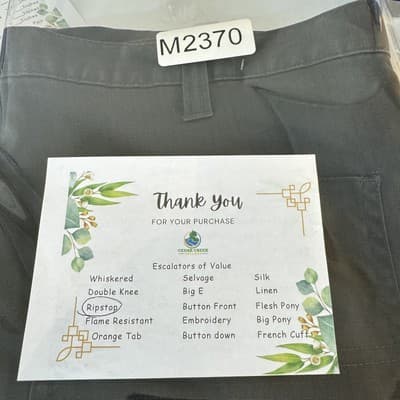 M2370
Thank You
FOR YOUR PURCHASE
Escalators of Value
Whiskered Selvage Silk
Double Knee Big E Linen
Ripstop Button Front Flesh Pony
Flame Resistant Embroidery Big Pony
Orange Tab Button down French Cuff